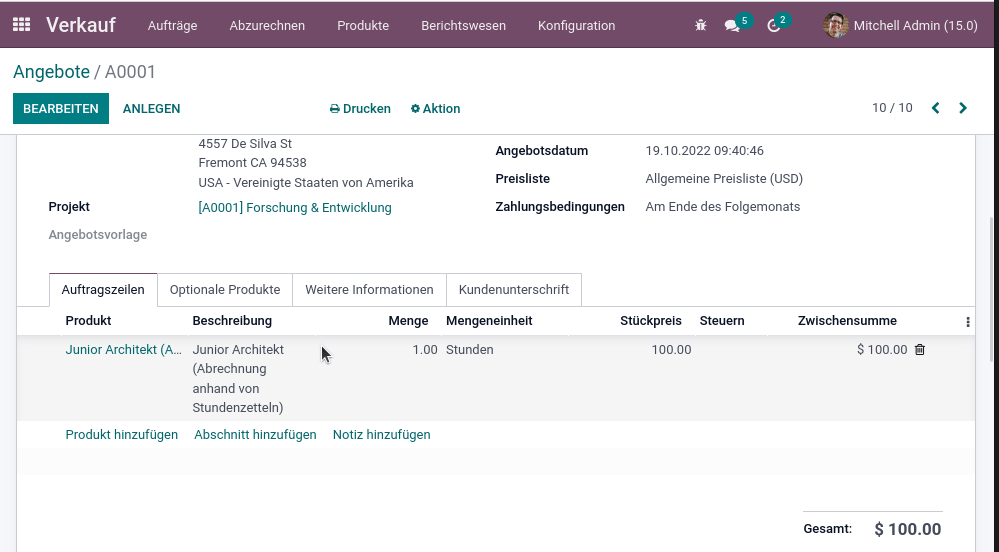 Verkauf Aufträge Abzurechnen Produkte Berichtswesen Konfiguration 5 2 Mitchell Admin (15.0)
Angebote / A0001
BEARBEITEN ANLEGEN Drucken Aktion 10 / 10
4557 De Silva St
Fremont CA 94538
USA - Vereinigte Staaten von Amerika
Angebotsdatum 19.10.2022 09:40:46
Preisliste Allgemeine Preisliste (USD)
Projekt [A0001] Forschung & Entwicklung
Zahlungsbedingungen Am Ende des Folgemonats
Angebotsvorlage
Auftragszeilen Optionale Produkte Weitere Informationen Kundenunterschrift
Produkt Beschreibung Menge Mengeneinheit Stückpreis Steuern Zwischensumme
Junior Architekt (A... Junior Architekt 1.00 Stunden 100.00 $ 100.00
(Abrechnung
anhand von
Stundenzetteln)
Produkt hinzufügen Abschnitt hinzufügen Notiz hinzufügen
Gesamt: $ 100.00